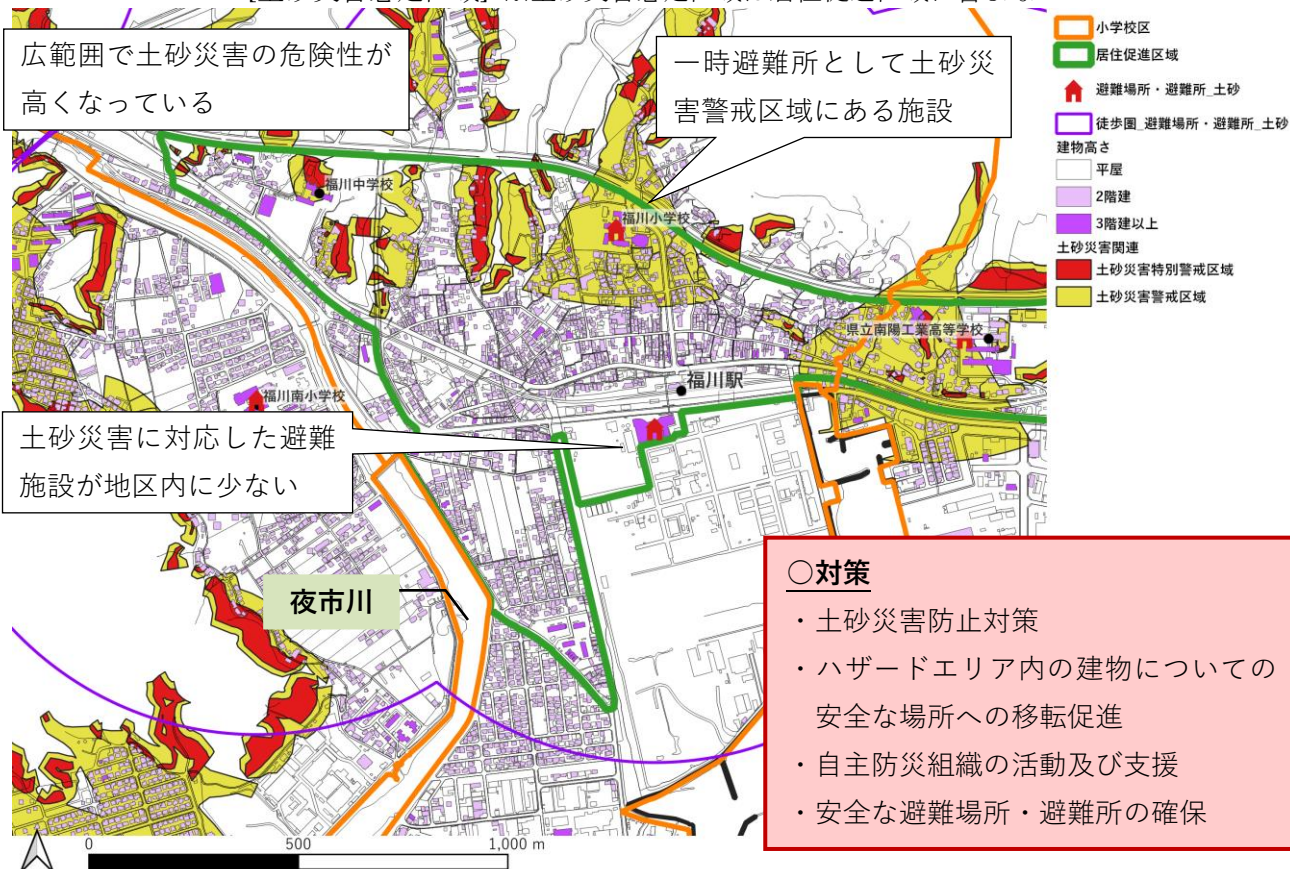 広範囲で土砂災害の危険性が
高くなっている
一時避難所として土砂災
害警戒区域にある施設
小学校区
居住促進区域
避難場所・避難所_土砂
徒歩圏_避難場所・避難所_土砂
建物高さ
平屋
2階建
3階建以上
土砂災害関連
土砂災害特別警戒区域
土砂災害警戒区域
福川中学校
福川小学校
県立南陽工業高等学校
福川駅
福川南小学校
土砂災害に対応した避難
施設が地区内に少ない
夜市川
○対策
・土砂災害防止対策
・ハザードエリア内の建物についての
安全な場所への移転促進
・自主防災組織の活動及び支援
・安全な避難場所・避難所の確保
0 500 1,000 m